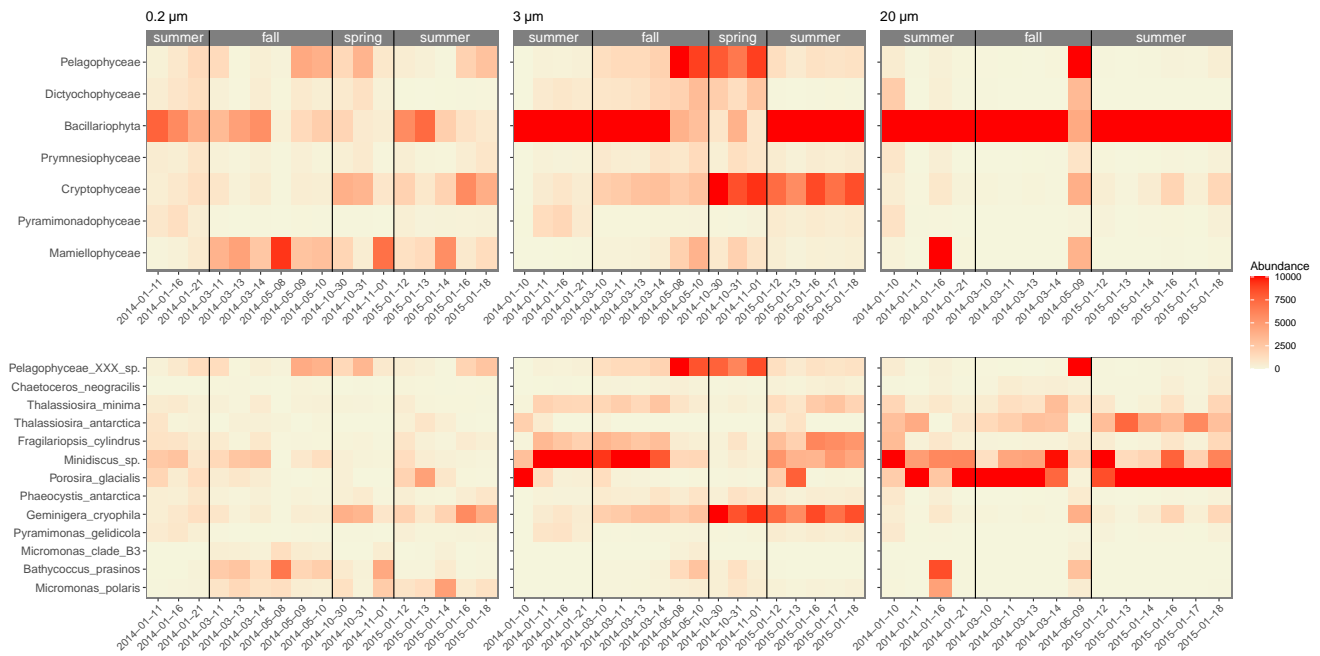 0.2 µm 3 µm 20 µm
summer fall spring summer summer fall spring summer summer fall summer
Pelagophyceae
Dictyochophyceae
Bacillariophyta
Prymnesiophyceae
Cryptophyceae
Pyramimonadophyceae
Mamiellophyceae
2014-01-11 2014-01-16 2014-01-21 2014-03-11 2014-03-13 2014-03-14 2014-05-08 2014-05-09 2014-05-10 2014-10-30 2014-10-31 2014-11-01 2015-01-12 2015-01-13 2015-01-14 2015-01-16 2015-01-18
2014-01-10 2014-01-11 2014-01-16 2014-01-21 2014-03-10 2014-03-11 2014-03-13 2014-03-14 2014-05-08 2014-05-10 2014-10-30 2014-10-31 2014-11-01 2015-01-12 2015-01-13 2015-01-16 2015-01-17 2015-01-18
2014-01-10 2014-01-11 2014-01-16 2014-01-21 2014-03-10 2014-03-11 2014-03-13 2014-03-14 2014-05-09 2015-01-12 2015-01-13 2015-01-14 2015-01-16 2015-01-17 2015-01-18
Abundance
10000
7500
5000
2500
0
Pelagophyceae_XXX_sp.
Chaetoceros_neogracilis
Thalassiosira_minima
Thalassiosira_antarctica
Fragilariopsis_cylindrus
Minidiscus_sp.
Porosira_glacialis
Phaeocystis_antarctica
Geminigera_cryophila
Pyramimonas_gelidicola
Micromonas_clade_B3
Bathycoccus_prasinos
Micromonas_polaris
2014-01-11 2014-01-16 2014-01-21 2014-03-11 2014-03-13 2014-03-14 2014-05-08 2014-05-09 2014-05-10 2014-10-30 2014-10-31 2014-11-01 2015-01-12 2015-01-13 2015-01-14 2015-01-16 2015-01-18
2014-01-10 2014-01-11 2014-01-16 2014-01-21 2014-03-10 2014-03-11 2014-03-13 2014-03-14 2014-05-08 2014-05-10 2014-10-30 2014-10-31 2014-11-01 2015-01-12 2015-01-13 2015-01-16 2015-01-17 2015-01-18
2014-01-10 2014-01-11 2014-01-16 2014-01-21 2014-03-10 2014-03-11 2014-03-13 2014-03-14 2014-05-09 2015-01-12 2015-01-13 2015-01-14 2015-01-16 2015-01-17 2015-01-18